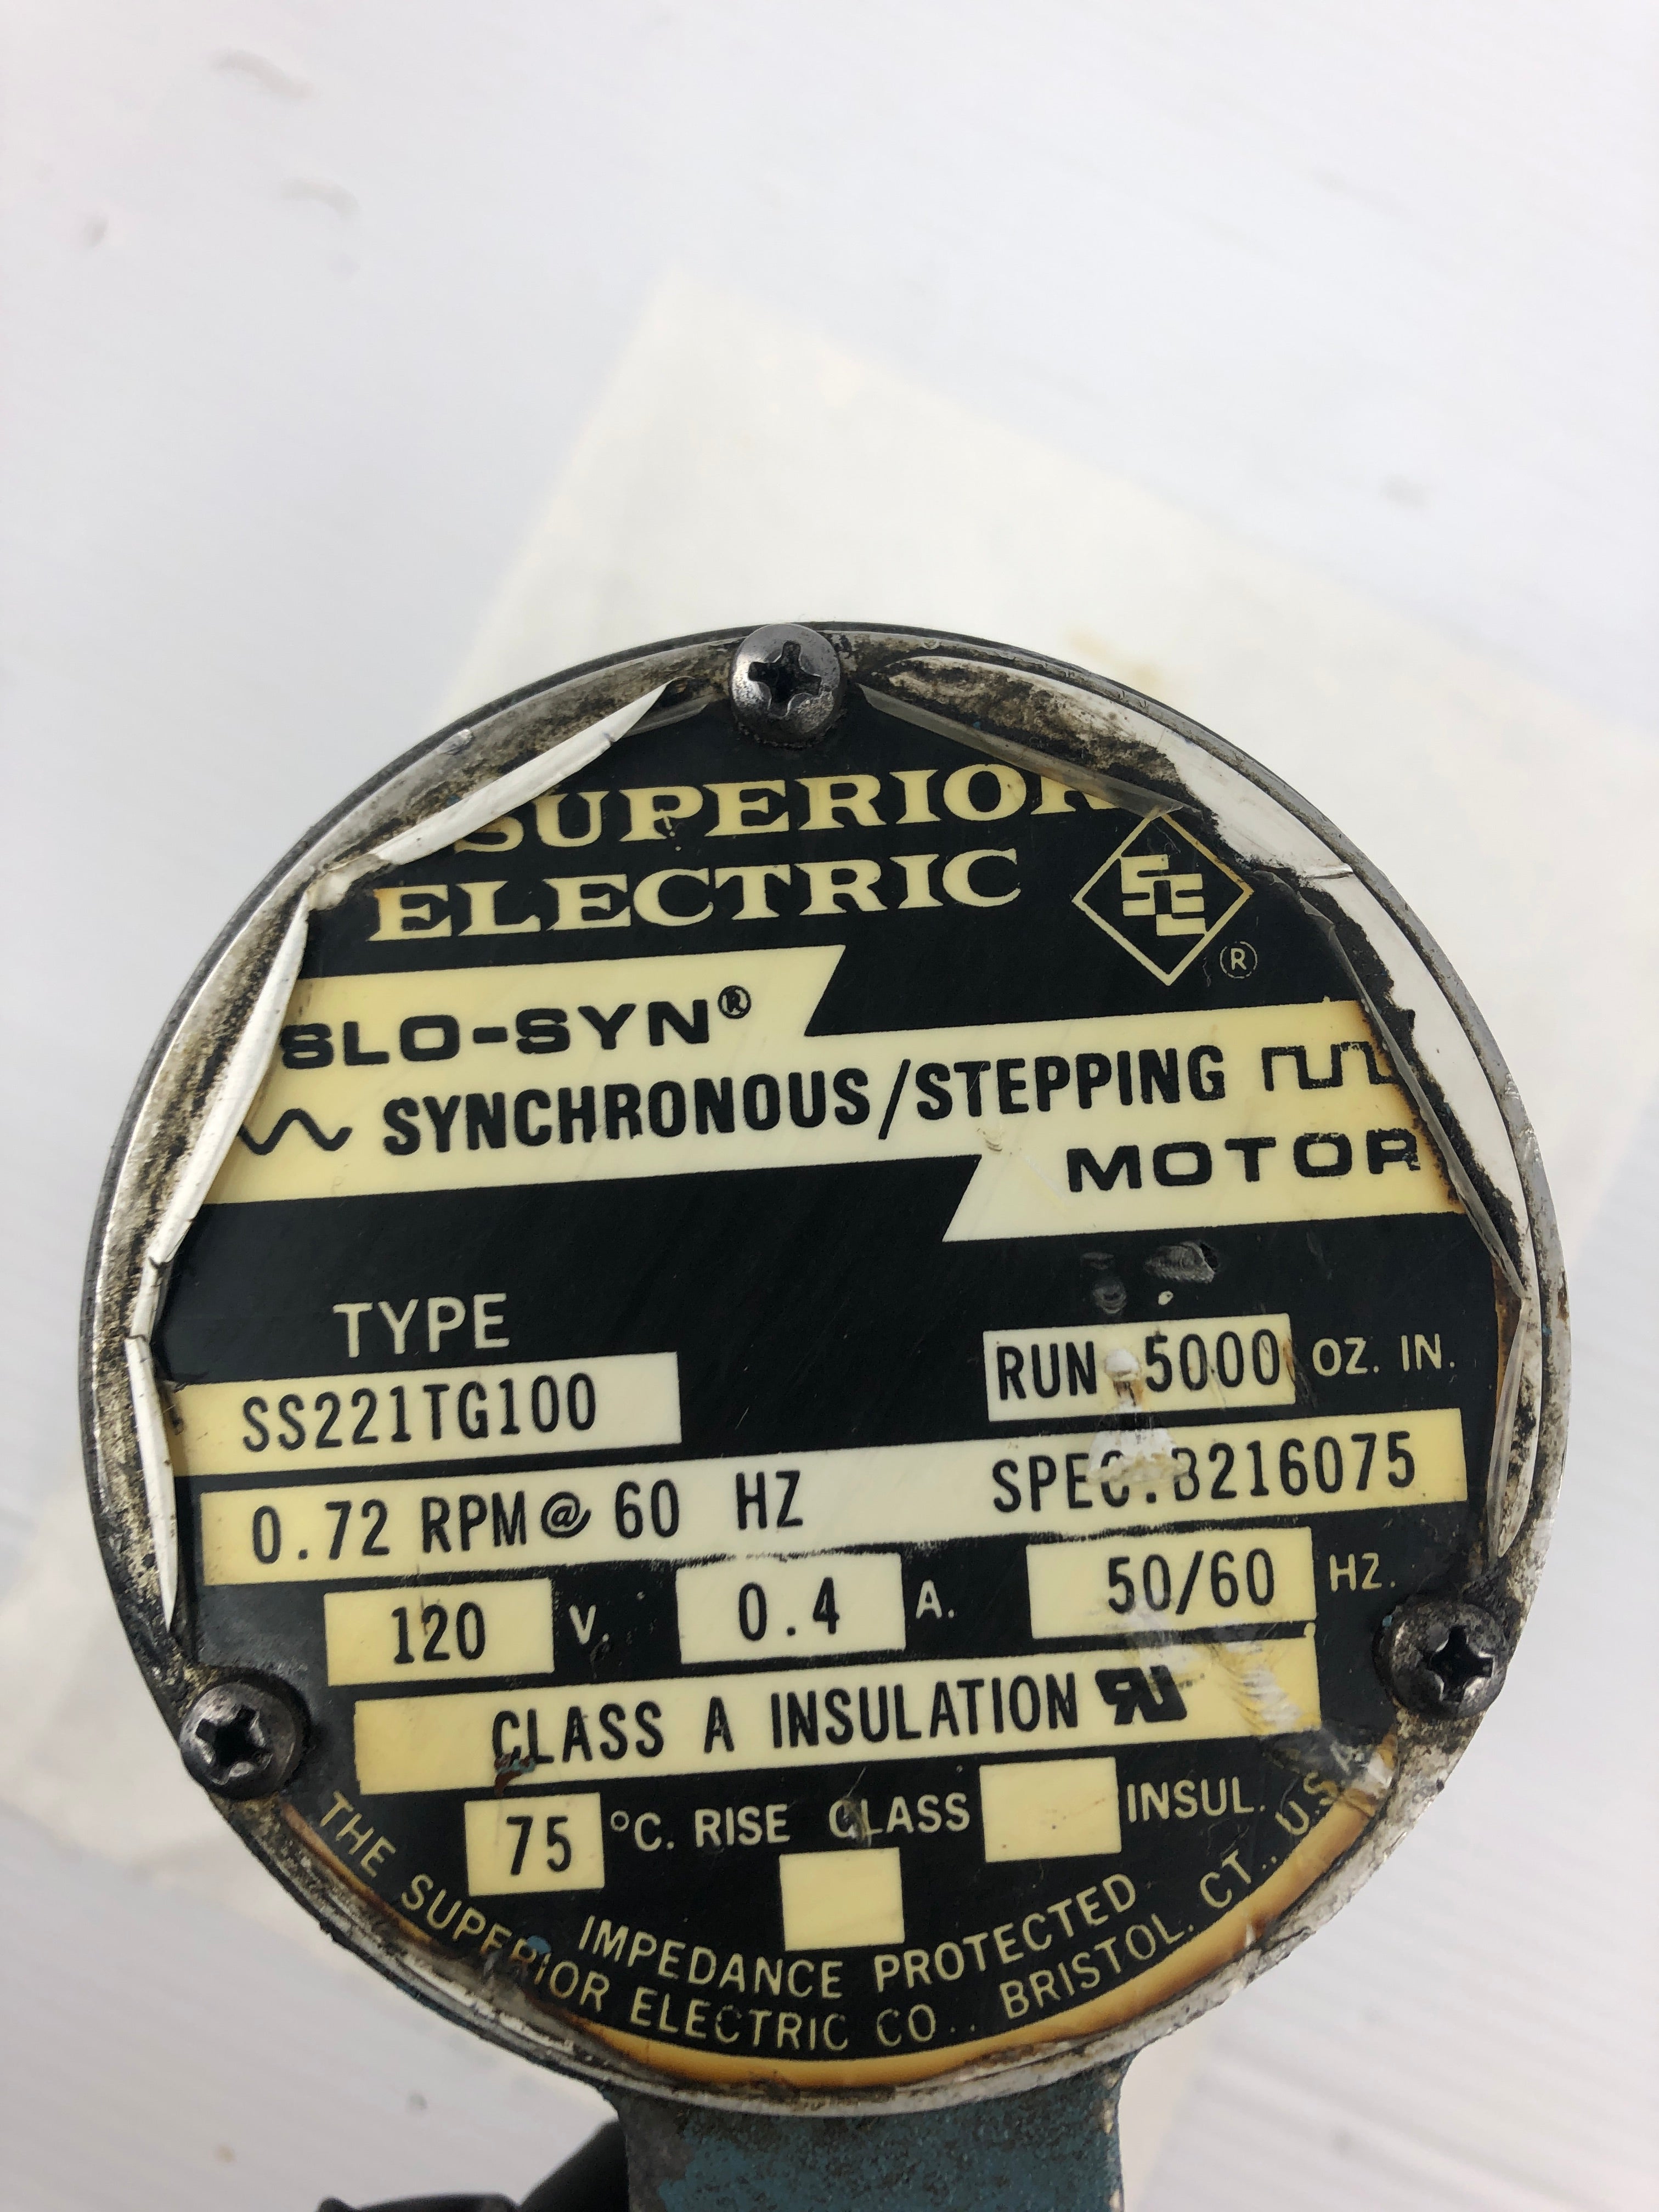 SUPERIOR
ELECTRIC
SE
®
SLO-SYN®
SYNCHRONOUS/STEPPING
MOTOR
TYPE
SS221TG100
RUN 5000 OZ. IN.
0.72 RPM@ 60 HZ SPEC.B216075
120 V. 0.4 A. 50/60 HZ.
CLASS A INSULATION RU
75 °C. RISE CLASS INSUL.
IMPEDANCE PROTECTED
THE SUPERIOR ELECTRIC CO., BRISTOL, CT., U.S.A.